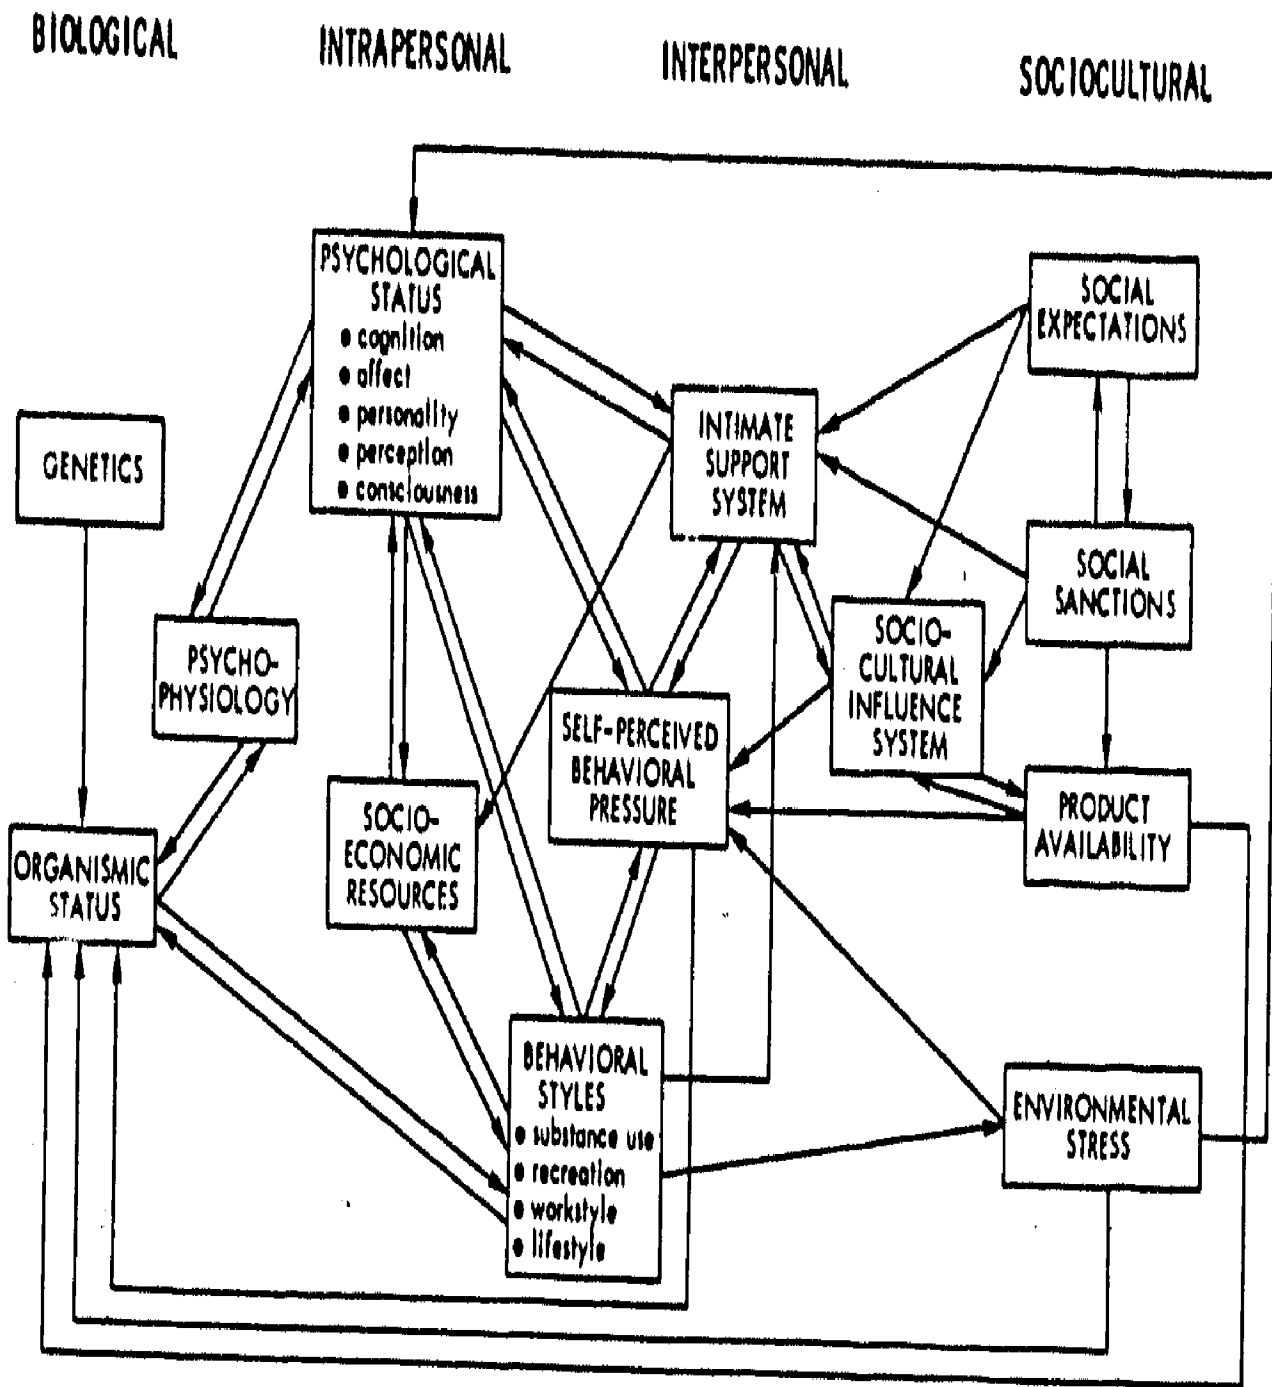 BIOLOGICAL
INTRAPERSONAL
INTERPERSONAL
SOCIOCULTURAL
PSYCHOLOGICAL
STATUS
● cognition
● affect
● personality
● perception
● consciousness
SOCIAL
EXPECTATIONS
GENETICS
INTIMATE
SUPPORT
SYSTEM
SOCIAL
SANCTIONS
PSYCHO-
PHYSIOLOGY
SOCIO-
CULTURAL
INFLUENCE
SYSTEM
SELF-PERCEIVED
BEHAVIORAL
PRESSURE
SOCIO-
ECONOMIC
RESOURCES
PRODUCT
AVAILABILITY
ORGANISMIC
STATUS
BEHAVIORAL
STYLES
● substance use
● recreation
● workstyle
● lifestyle
ENVIRONMENTAL
STRESS